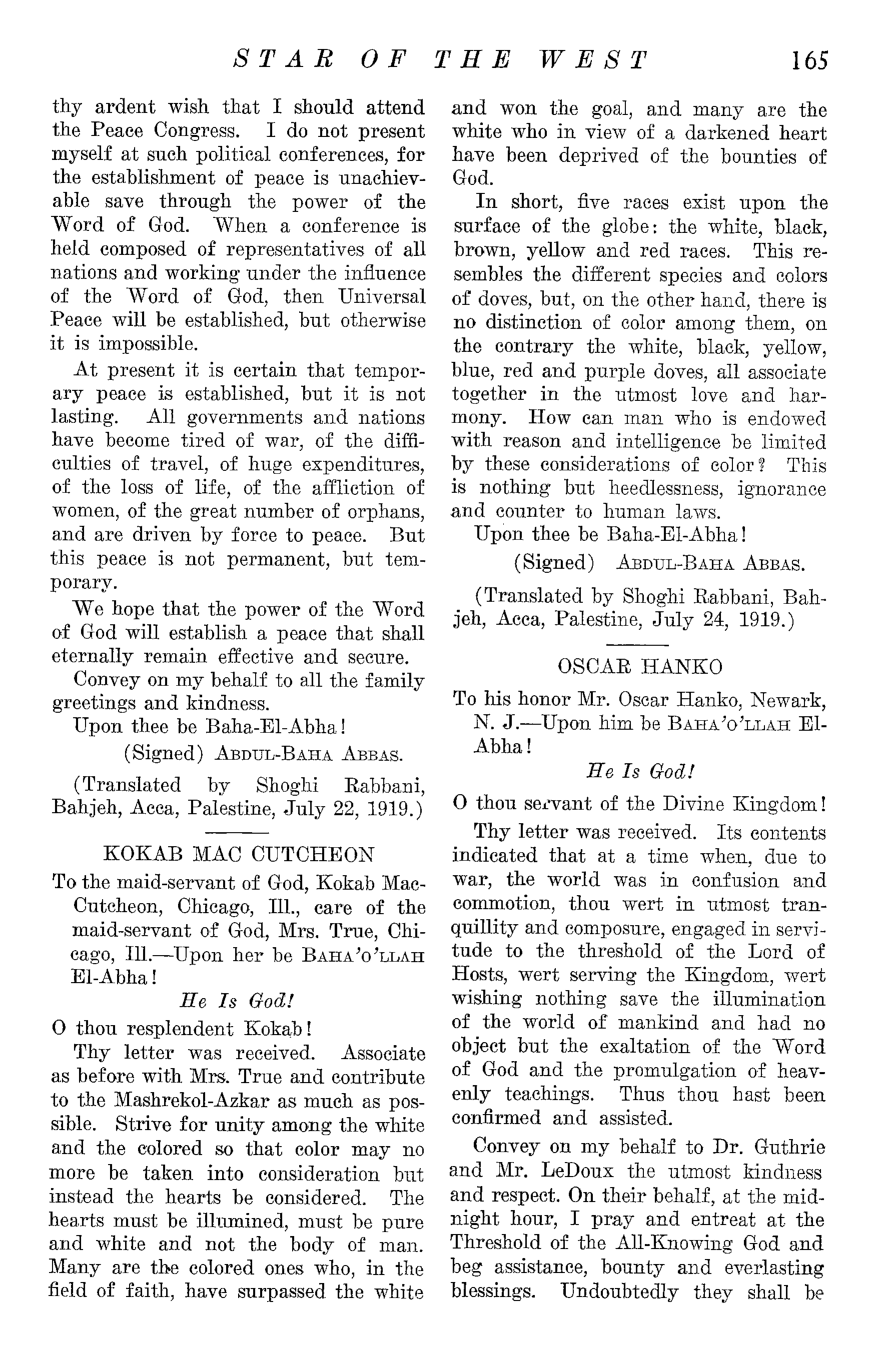 STAR OF THE WEST 165
thy ardent wish that I should attend
the Peace Congress. I do not present
myself at such political conferences, for
the establishment of peace is unachiev-
able save through the power of the
Word of God. When a conference is
held composed of representatives of all
nations and working under the influence
of the Word of God, then Universal
Peace will be established, but otherwise
it is impossible.
At present it is certain that tempor-
ary peace is established, but it is not
lasting. All governments and nations
have become tired of war, of the diffi-
culties of travel, of huge expenditures,
of the loss of life, of the affliction of
women, of the great number of orphans,
and are driven by force to peace. But
this peace is not permanent, but tem-
porary.
We hope that the power of the Word
of God will establish a peace that shall
eternally remain effective and secure.
Convey on my behalf to all the family
greetings and kindness.
Upon thee be Baha-El-Abha!
(Signed) ABDUL-BAHA ABBAS.
(Translated by Shoghi Rabbani,
Bahjeh, Acca, Palestine, July 22, 1919.)
KOKAB MAC CUTCHEON
To the maid-servant of God, Kokab Mac-
Cutcheon, Chicago, Ill., care of the
maid-servant of God, Mrs. True, Chi-
cago, Ill.—Upon her be BAHA'O'LLAH
El-Abha!
He Is God!
O thou resplendent Kokab!
Thy letter was received. Associate
as before with Mrs. True and contribute
to the Mashrekol-Azkar as much as pos-
sible. Strive for unity among the white
and the colored so that color may no
more be taken into consideration but
instead the hearts be considered. The
hearts must be illumined, must be pure
and white and not the body of man.
Many are the colored ones who, in the
field of faith, have surpassed the white
and won the goal, and many are the
white who in view of a darkened heart
have been deprived of the bounties of
God.
In short, five races exist upon the
surface of the globe: the white, black,
brown, yellow and red races. This re-
sembles the different species and colors
of doves, but, on the other hand, there is
no distinction of color among them, on
the contrary the white, black, yellow,
blue, red and purple doves, all associate
together in the utmost love and har-
mony. How can man who is endowed
with reason and intelligence be limited
by these considerations of color? This
is nothing but heedlessness, ignorance
and counter to human laws.
Upon thee be Baha-El-Abha!
(Signed) ABDUL-BAHA ABBAS.
(Translated by Shoghi Rabbani, Bah-
jeh, Acca, Palestine, July 24, 1919.)
OSCAR HANKO
To his honor Mr. Oscar Hanko, Newark,
N. J.—Upon him be BAHA'O'LLAH El-
Abha!
He Is God!
O thou servant of the Divine Kingdom!
Thy letter was received. Its contents
indicated that at a time when, due to
war, the world was in confusion and
commotion, thou wert in utmost tran-
quillity and composure, engaged in servi-
tude to the threshold of the Lord of
Hosts, wert serving the Kingdom, wert
wishing nothing save the illumination
of the world of mankind and had no
object but the exaltation of the Word
of God and the promulgation of heav-
enly teachings. Thus thou hast been
confirmed and assisted.
Convey on my behalf to Dr. Guthrie
and Mr. LeDoux the utmost kindness
and respect. On their behalf, at the mid-
night hour, I pray and entreat at the
Threshold of the All-Knowing God and
beg assistance, bounty and everlasting
blessings. Undoubtedly they shall be